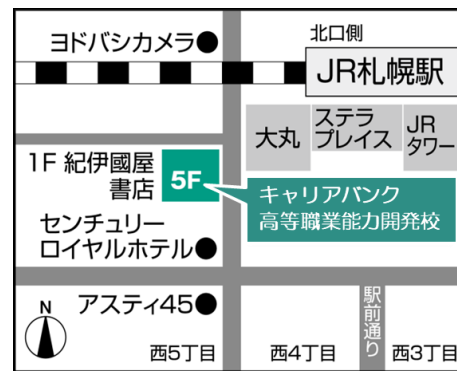 ヨドバシカメラ
北口側
JR札幌駅
大丸
ステラ
プレイス
JR
タワー
1F 紀伊國屋
書店
5F
キャリアバンク
高等職業能力開発校
センチュリー
ロイヤルホテル
N
アスティ45
駅前通り
西5丁目
西4丁目
西3丁目